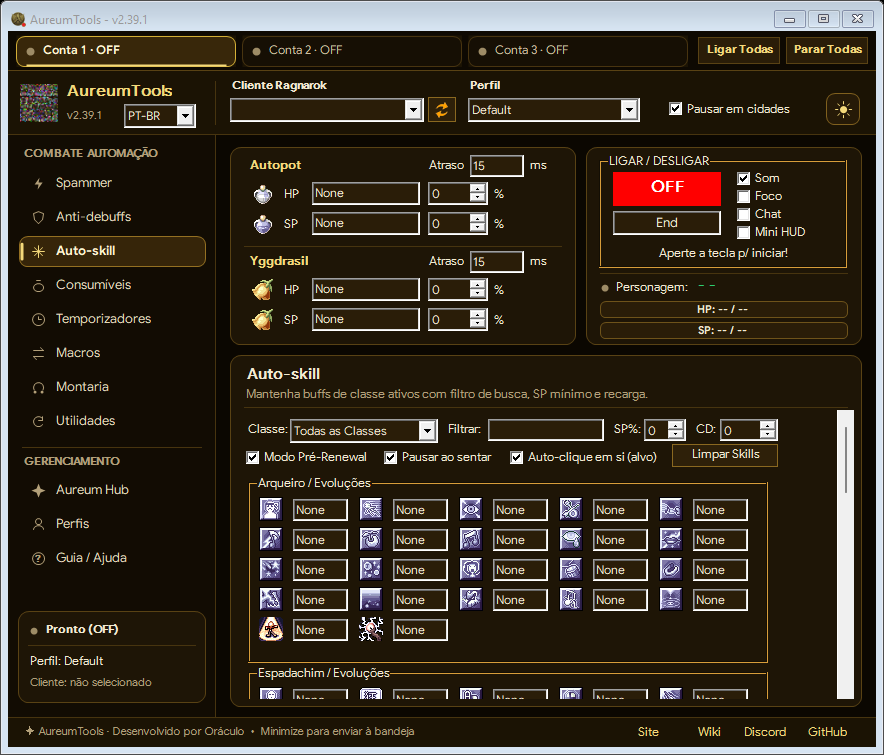 AureumTools - v2.39.1
Conta 1 · OFF
Conta 2 · OFF
Conta 3 · OFF
Ligar Todas
Parar Todas
AureumTools
v2.39.1
PT-BR
Cliente Ragnarok
Perfil
Default
Pausar em cidades
COMBATE AUTOMAÇÃO
Spammer
Anti-debuffs
Auto-skill
Consumíveis
Temporizadores
Macros
Montaria
Utilidades
GERENCIAMENTO
Aureum Hub
Perfis
Guia / Ajuda
Pronto (OFF)
Perfil: Default
Cliente: não selecionado
Autopot
Atraso 15 ms
HP None 0 %
SP None 0 %
Yggdrasil
Atraso 15 ms
HP None 0 %
SP None 0 %
LIGAR / DESLIGAR
OFF
End
Som
Foco
Chat
Mini HUD
Aperte a tecla p/ iniciar!
Personagem: - -
HP: -- / --
SP: -- / --
Auto-skill
Mantenha buffs de classe ativos com filtro de busca, SP mínimo e recarga.
Classe: Todas as Classes Filtrar: SP%: 0 CD: 0
Modo Pré-Renewal Pausar ao sentar Auto-clique em si (alvo) Limpar Skills
Arqueiro / Evoluções
None None None None None
None None None None None
None None None None None
None None None None None
None None
Espadachim / Evoluções
None None None None None
AureumTools · Desenvolvido por Oráculo • Minimize para enviar à bandeja
Site Wiki Discord GitHub